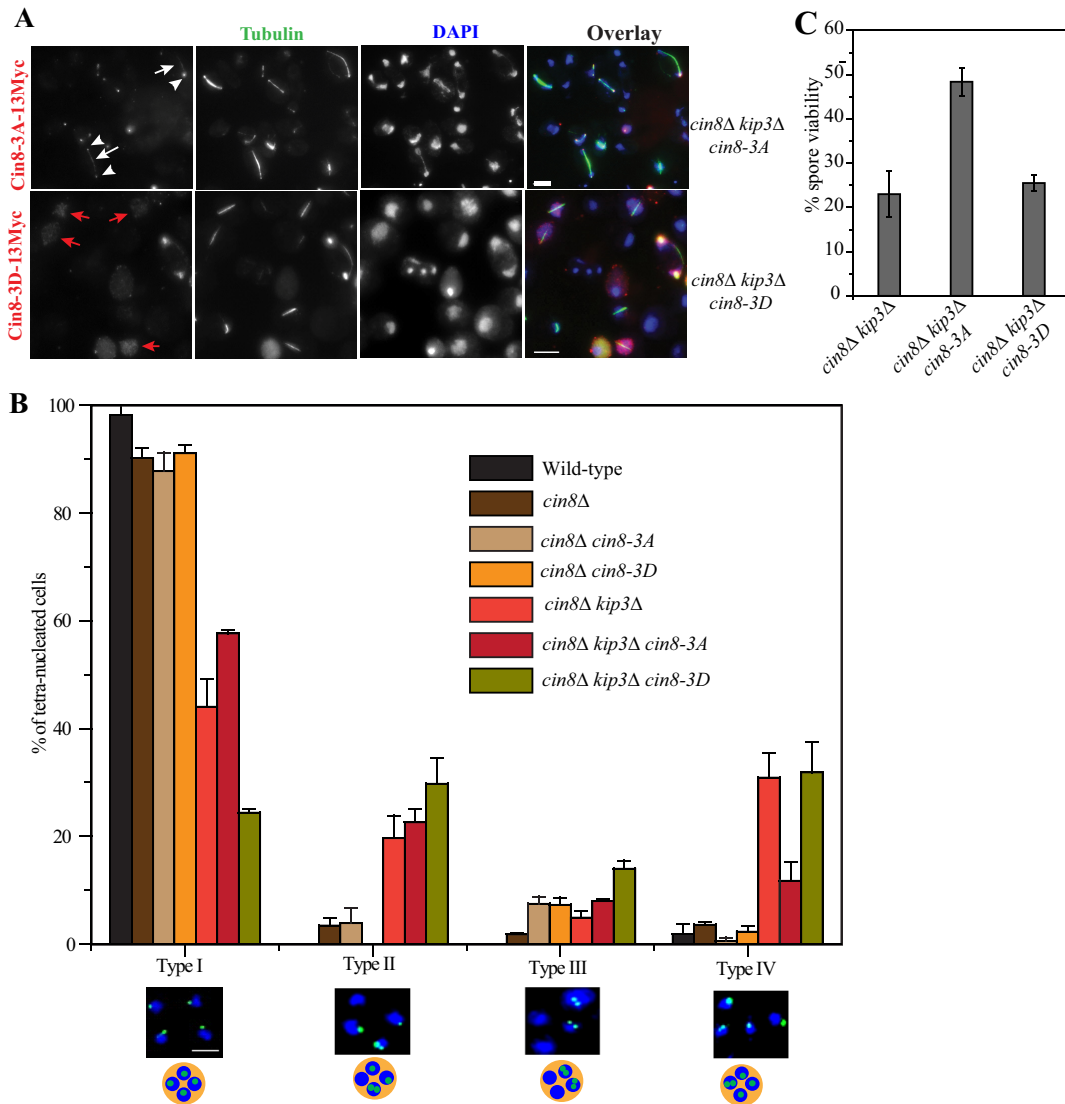 A
Tubulin
DAPI
Overlay
Cin8-3A-13Myc
cin8Δ kip3Δ
cin8-3A
Cin8-3D-13Myc
cin8Δ kip3Δ
cin8-3D
C
% spore viability
60
50
40
30
20
10
0
cin8Δ kip3Δ
cin8Δ kip3Δ
cin8-3A
cin8Δ kip3Δ
cin8-3D
B
% of tetra-nucleated cells
100
80
60
40
20
0
Wild-type
cin8Δ
cin8Δ cin8-3A
cin8Δ cin8-3D
cin8Δ kip3Δ
cin8Δ kip3Δ cin8-3A
cin8Δ kip3Δ cin8-3D
Type I
Type II
Type III
Type IV